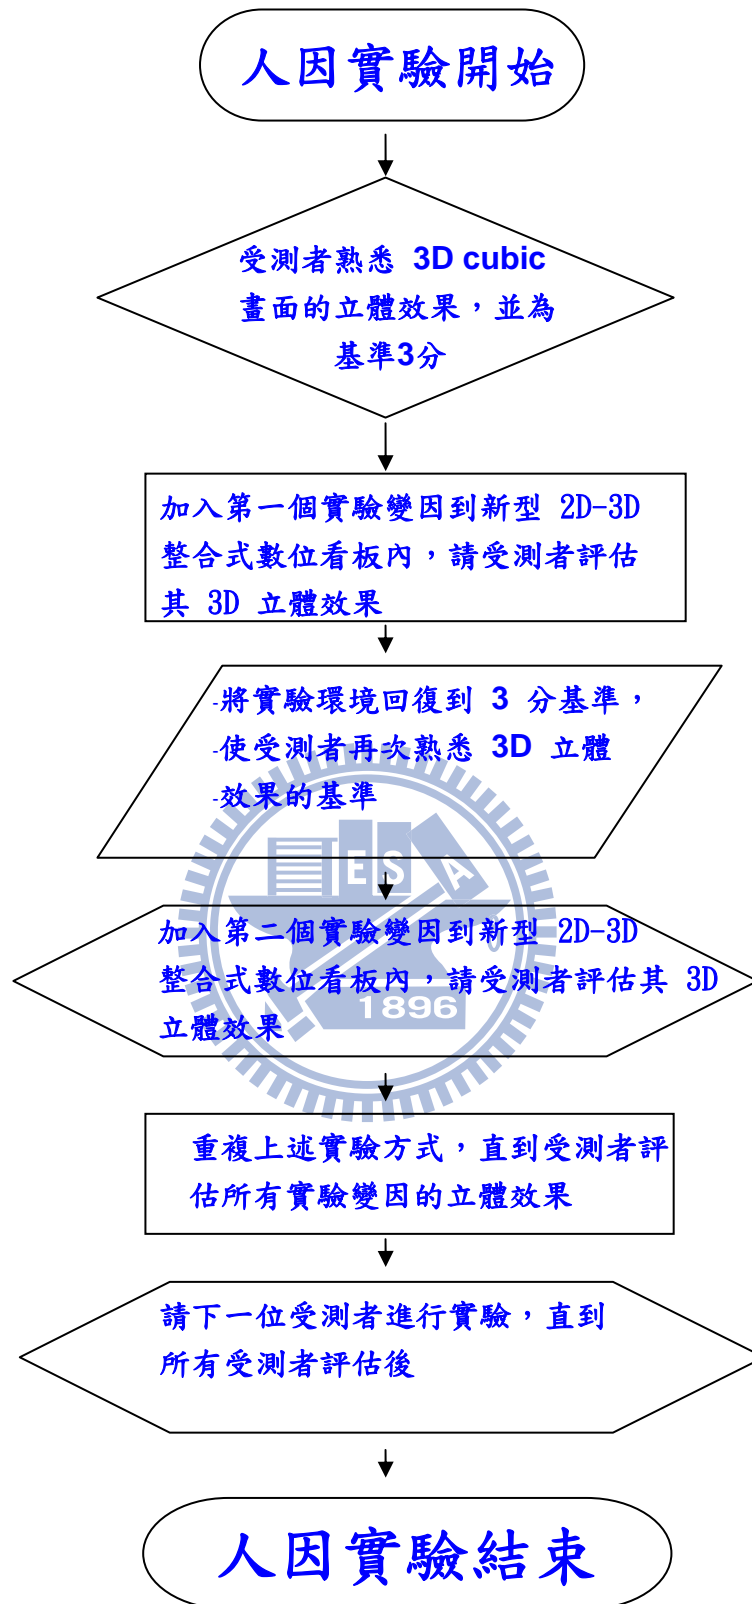 人因實驗開始
受測者熟悉 3D cubic
畫面的立體效果，並為
基準3分
加入第一個實驗變因到新型 2D-3D
整合式數位看板內，請受測者評估
其 3D 立體效果
-將實驗環境回復到 3 分基準，
-使受測者再次熟悉 3D 立體
-效果的基準
E S A
加入第二個實驗變因到新型 2D-3D
整合式數位看板內，請受測者評估其 3D
立體效果
1896
重複上述實驗方式，直到受測者評
估所有實驗變因的立體效果
請下一位受測者進行實驗，直到
所有受測者評估後
人因實驗結束